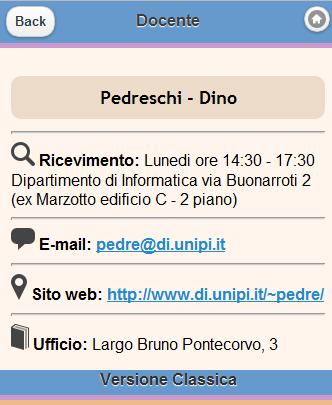 Back
Docente
Pedreschi - Dino
Ricevimento: Lunedi ore 14:30 - 17:30
Dipartimento di Informatica via Buonarroti 2
(ex Marzotto edificio C - 2 piano)
E-mail: pedre@di.unipi.it
Sito web: http://www.di.unipi.it/~pedre/
Ufficio: Largo Bruno Pontecorvo, 3
Versione Classica